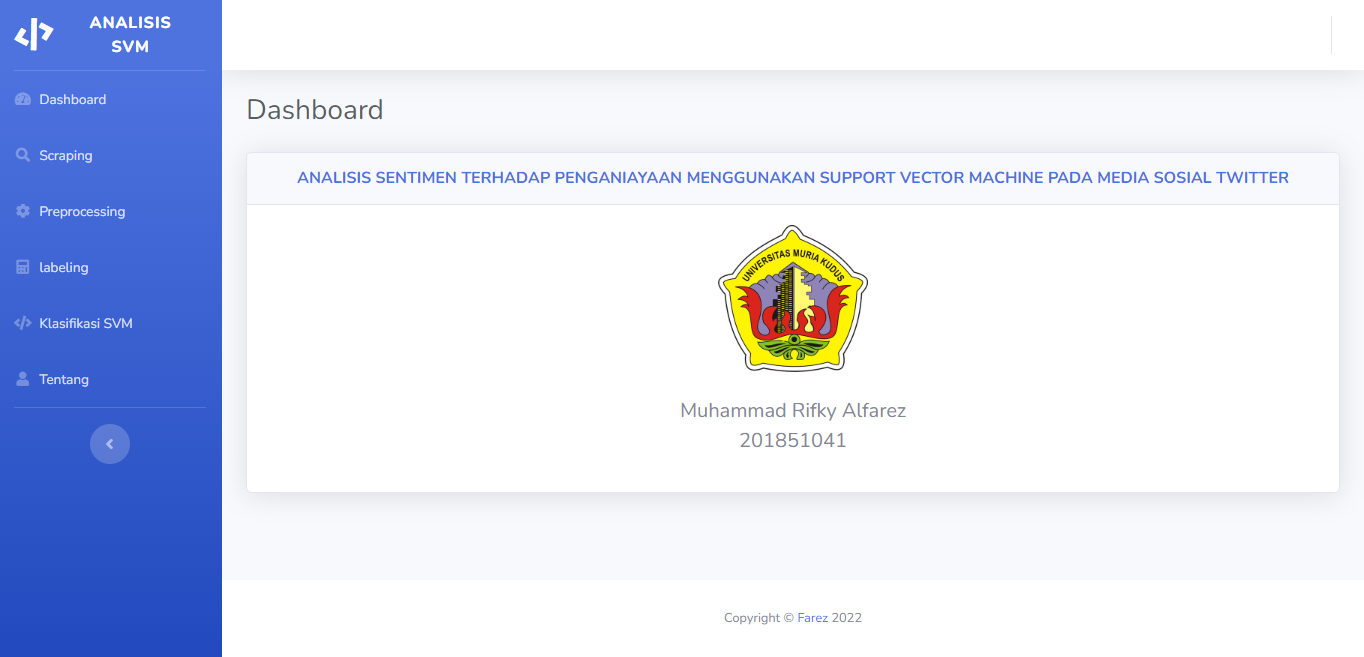 ANALISIS
SVM
Dashboard
Scraping
Preprocessing
labeling
Klasifikasi SVM
Tentang
Dashboard
ANALISIS SENTIMEN TERHADAP PENGANIAYAAN MENGGUNAKAN SUPPORT VECTOR MACHINE PADA MEDIA SOSIAL TWITTER
UNIVERSITAS MURIA KUDUS
Muhammad Rifky Alfarez
201851041
Copyright © Farez 2022